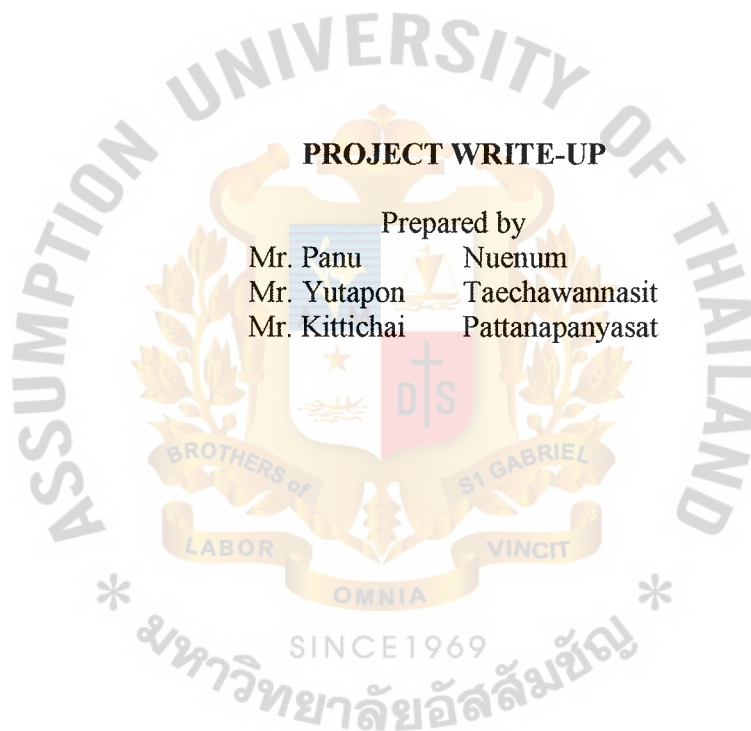 ASSUMPTION UNIVERSITY OF THAILAND
PROJECT WRITE-UP
Prepared by
Mr. Panu Nuenum
Mr. Yutapon Taechawannasit
Mr. Kittichai Pattanapanyasat
D S
BROTHERS of ST GABRIEL
LABOR OMNIA VINCIT
SINCE1969
* มหาวิทยาลัยอัสสัมชัญ *